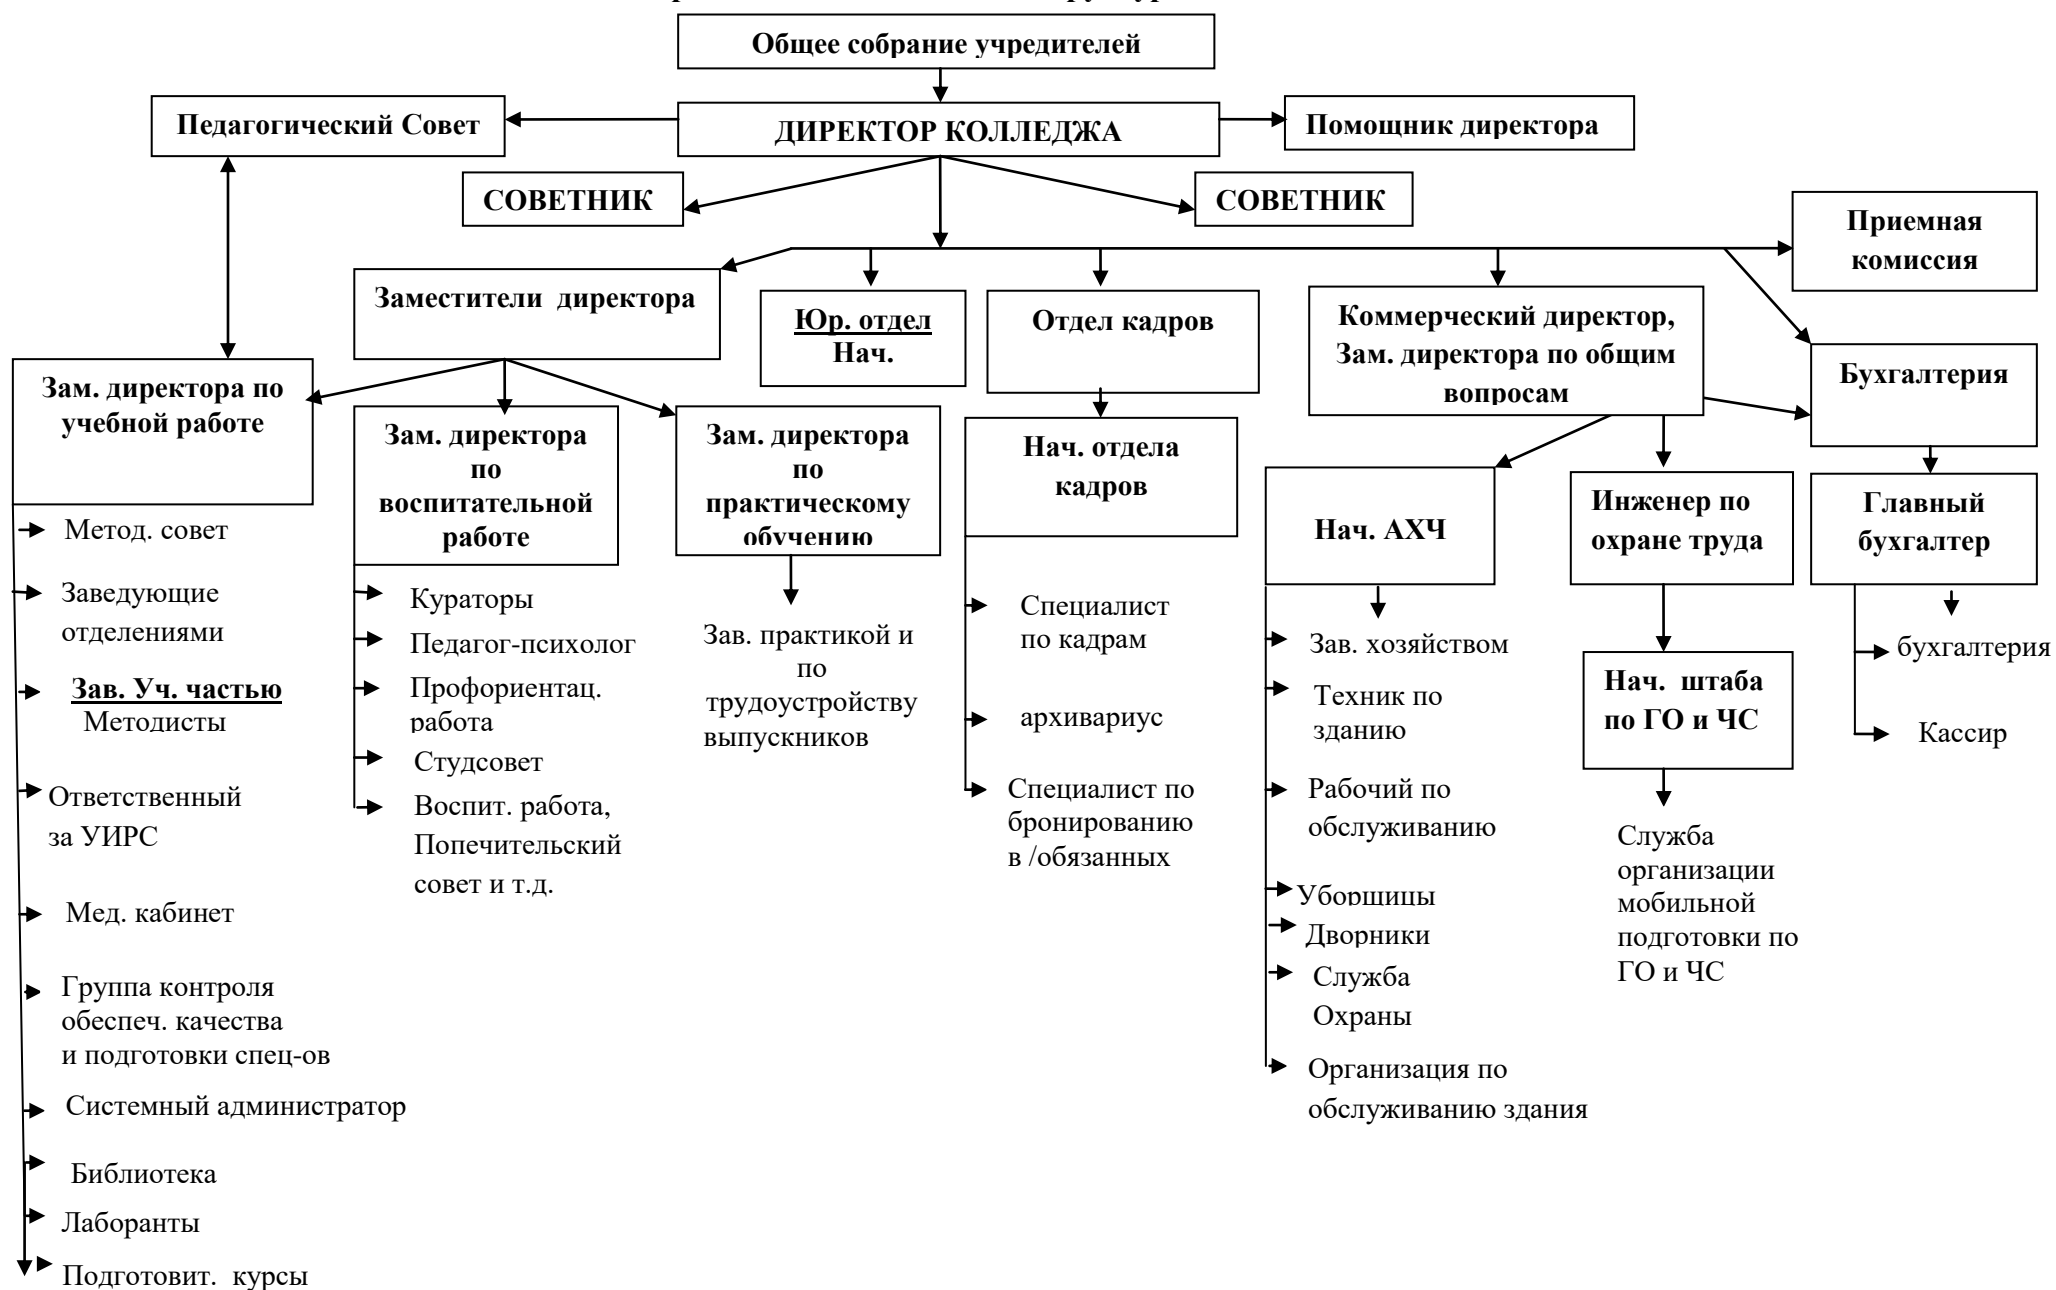 Общее собрание учредителей
Педагогический Совет
ДИРЕКТОР КОЛЛЕДЖА
Помощник директора
СОВЕТНИК
СОВЕТНИК
Приемная
комиссия
Заместители директора
Юр. отдел
Нач.
Отдел кадров
Коммерческий директор,
Зам. директора по общим
вопросам
Бухгалтерия
Зам. директора по
учебной работе
Зам. директора
по
воспитательной
работе
Зам. директора
по
практическому
обучению
Нач. отдела
кадров
Нач. АХЧ
Инженер по
охране труда
Главный
бухгалтер
Метод. совет
Заведующие
отделениями
Зав. Уч. частью
Методисты
Ответственный
за УИРС
Мед. кабинет
Группа контроля
обеспеч. качества
и подготовки спец-ов
Системный администратор
Библиотека
Лаборанты
Подготовит. курсы
Кураторы
Педагог-психолог
Профориентац.
работа
Студсовет
Воспит. работа,
Попечительский
совет и т.д.
Зав. практикой и
по
трудоустройству
выпускников
Специалист
по кадрам
архивариус
Специалист по
бронированию
в /обязанных
Зав. хозяйством
Техник по
зданию
Рабочий по
обслуживанию
Уборщицы
Дворники
Служба
Охраны
Организация по
обслуживанию здания
Нач. штаба
по ГО и ЧС
Служба
организации
мобильной
подготовки по
ГО и ЧС
бухгалтерия
Кассир